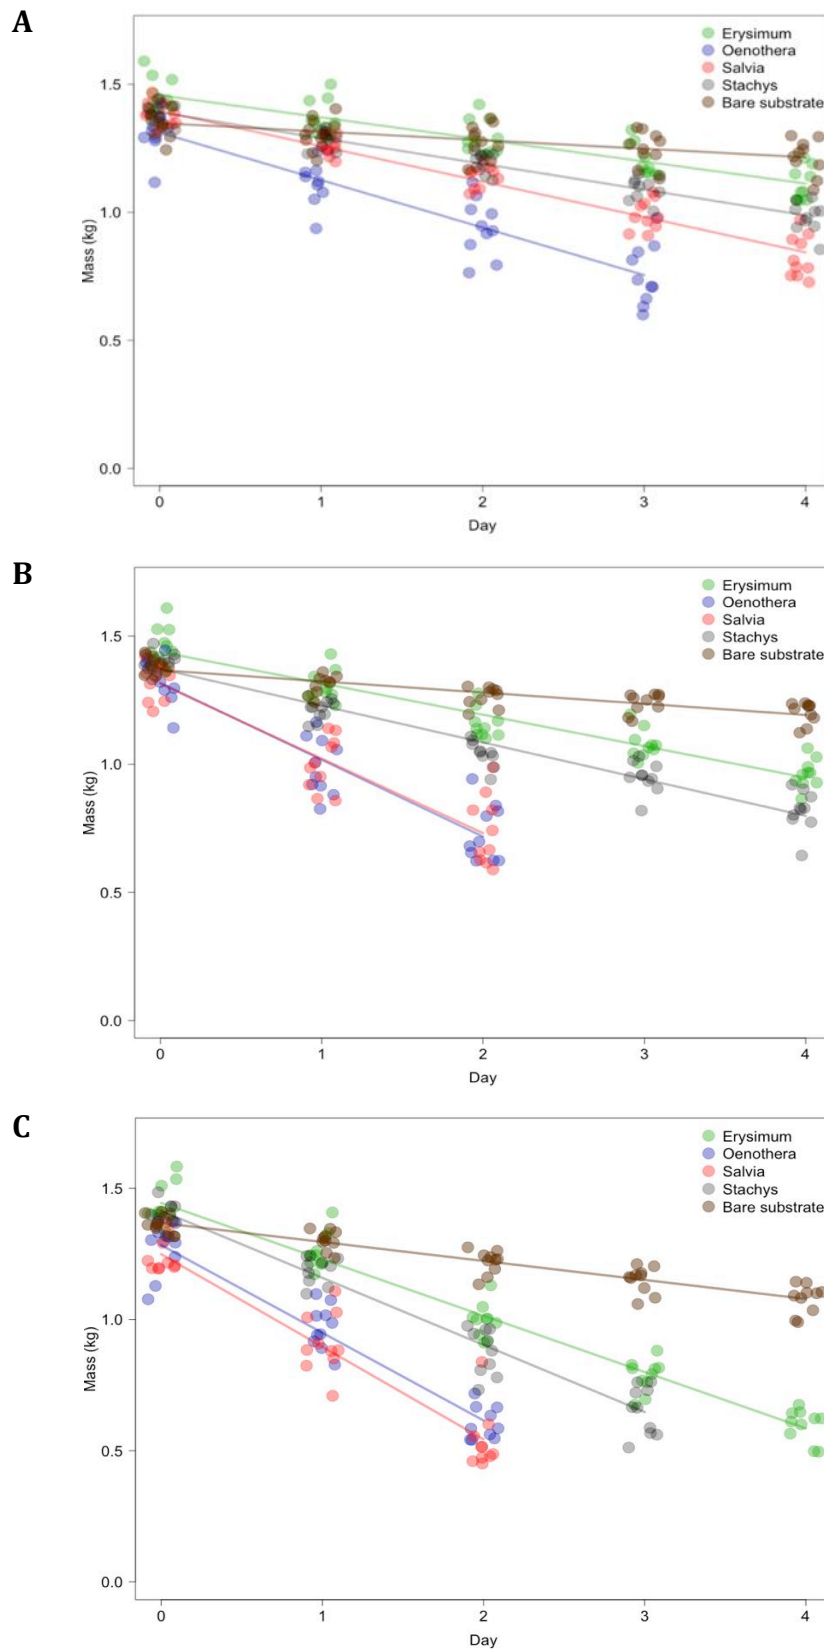 A
Erysimum
Oenothera
Salvia
Stachys
Bare substrate
1.5
1.0
0.5
0.0
Mass (kg)
0 1 2 3 4
Day
B
Erysimum
Oenothera
Salvia
Stachys
Bare substrate
1.5
1.0
0.5
0.0
Mass (kg)
0 1 2 3 4
Day
C
Erysimum
Oenothera
Salvia
Stachys
Bare substrate
1.5
1.0
0.5
0.0
Mass (kg)
0 1 2 3 4
Day